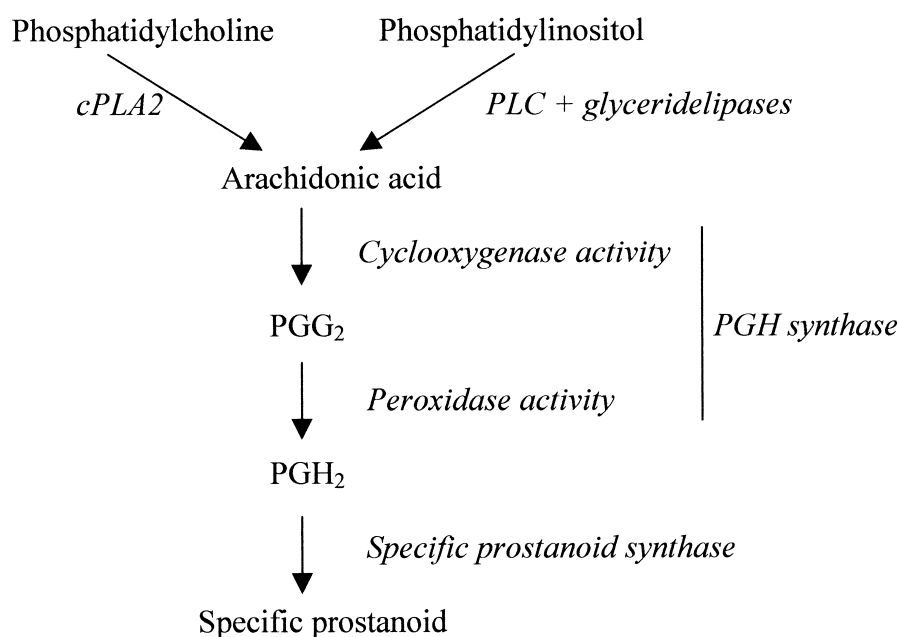 Phosphatidylcholine
Phosphatidylinositol
cPLA2
PLC + glyceridelipases
Arachidonic acid
Cyclooxygenase activity
PGG₂
PGH synthase
Peroxidase activity
PGH₂
Specific prostanoid synthase
Specific prostanoid